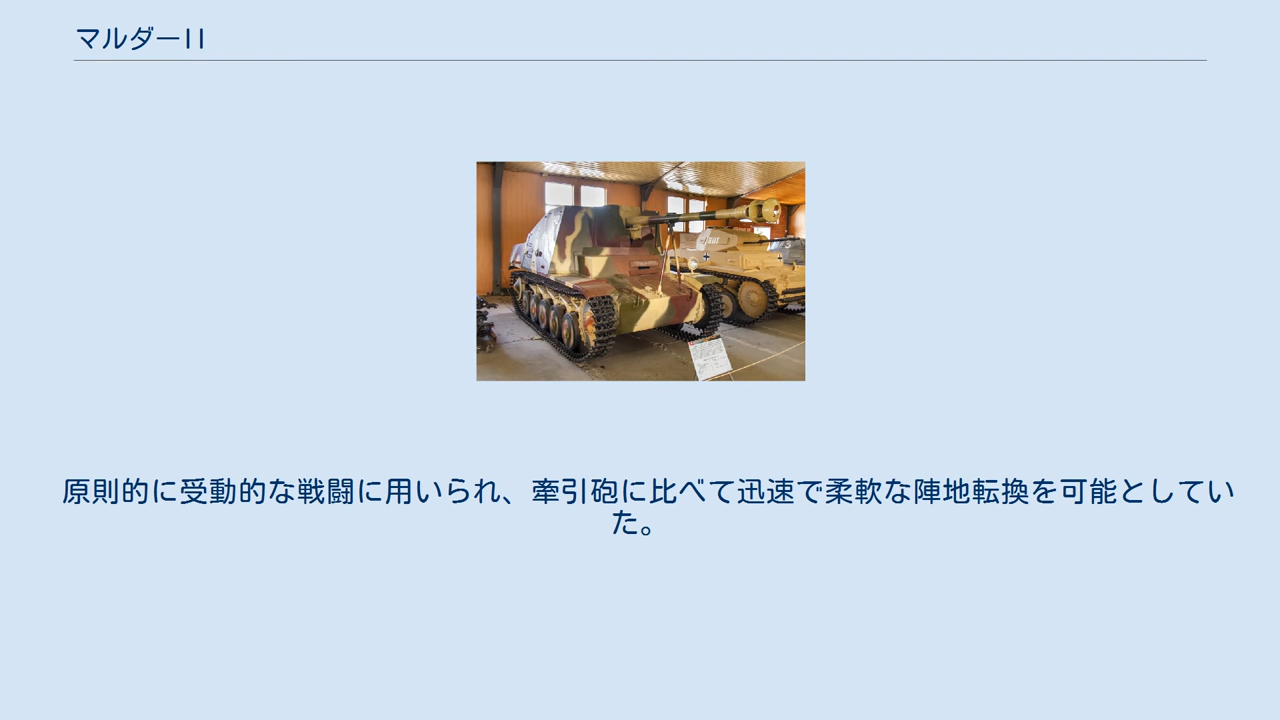 マルダーII
原則的に受動的な戦闘に用いられ、牽引砲に比べて迅速で柔軟な陣地転換を可能としてい
た。